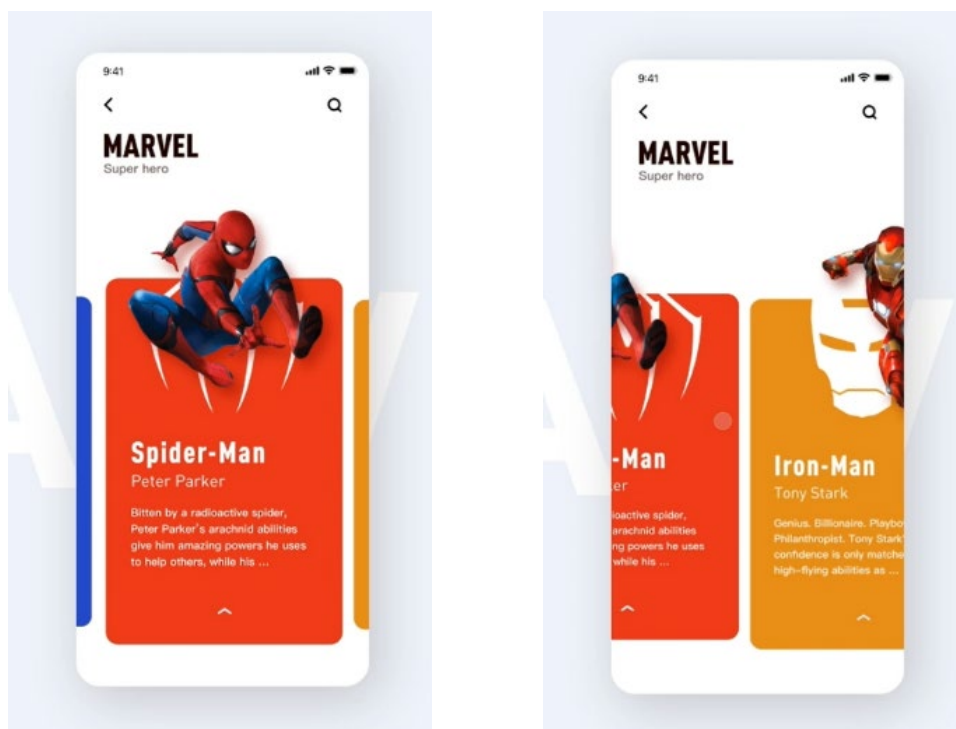 9:41
MARVEL
Super hero
Spider-Man
Peter Parker
Bitten by a radioactive spider,
Peter Parker's arachnid abilities
give him amazing powers he uses
to help others, while his ...
A
V
9:41
MARVEL
Super hero
-Man
er
ioactive spider,
arachnid abilities
ng powers he uses
while his ...
Iron-Man
Tony Stark
Genius. Billionaire. Playbo
Philanthropist. Tony Stark'
confidence is only matche
high-flying abilities as ...
A
V